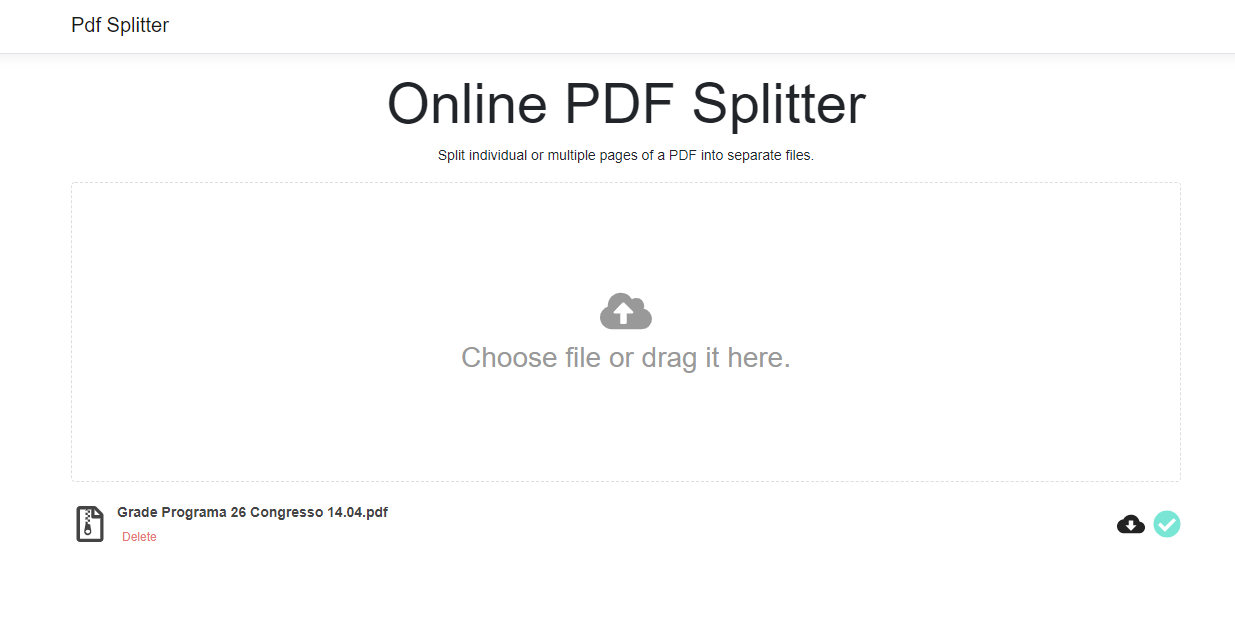 Pdf Splitter
Online PDF Splitter
Split individual or multiple pages of a PDF into separate files.
Choose file or drag it here.
Grade Programa 26 Congresso 14.04.pdf
Delete